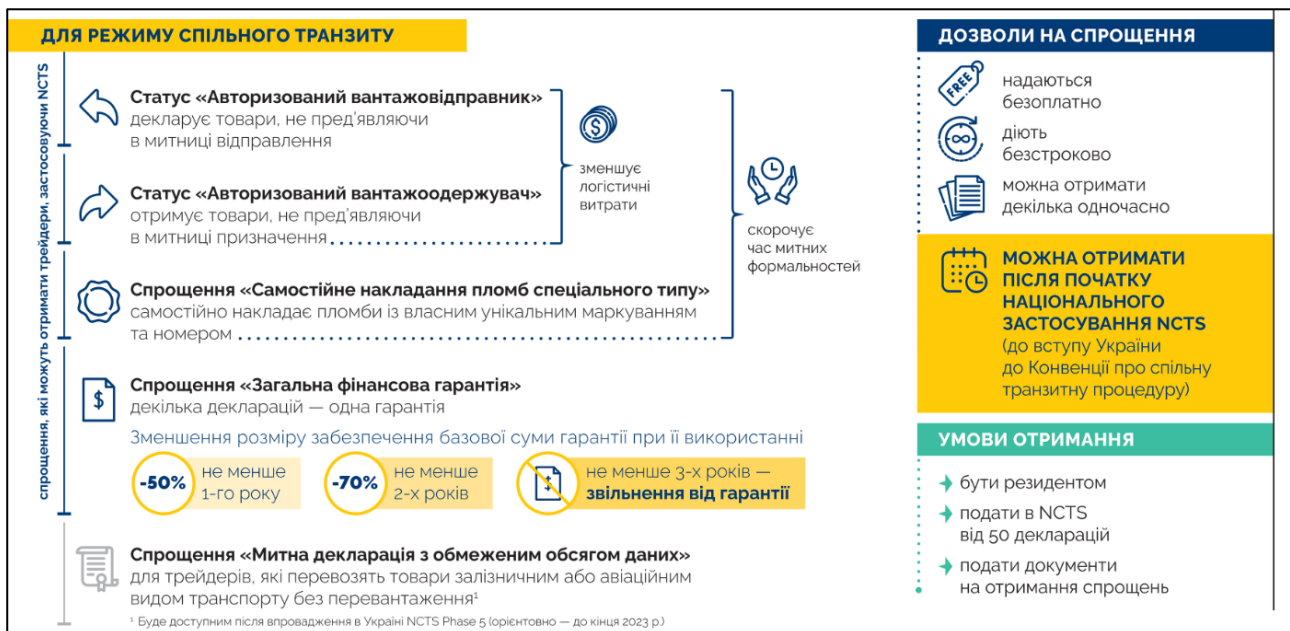 ДЛЯ РЕЖИМУ СПІЛЬНОГО ТРАНЗИТУ
спрощення, які можуть отримати трейдери, застосовуючи NCTS
Статус «Авторизований вантажовідправник»
декларує товари, не пред’являючи
в митниці відправлення
Статус «Авторизований вантажоодержувач»
отримує товари, не пред’являючи
в митниці призначення
$
зменшує
логістичні
витрати
скорочує
час митних
формальностей
Спрощення «Самостійне накладання пломб спеціального типу»
самостійно накладає пломби із власним унікальним маркуванням
та номером
$
Спрощення «Загальна фінансова гарантія»
декілька декларацій — одна гарантія
Зменшення розміру забезпечення базової суми гарантії при її використанні
-50%
не менше
1-го року
-70%
не менше
2-х років
не менше 3-х років —
звільнення від гарантії
Спрощення «Митна декларація з обмеженим обсягом даних»
для трейдерів, які перевозять товари залізничним або авіаційним
видом транспорту без перевантаження¹
¹ Буде доступним після впровадження в Україні NCTS Phase 5 (орієнтовно — до кінця 2023 р.)
ДОЗВОЛИ НА СПРОЩЕННЯ
FREE
надаються
безоплатно
∞
діють
безстроково
можна отримати
декілька одночасно
МОЖНА ОТРИМАТИ
ПІСЛЯ ПОЧАТКУ
НАЦІОНАЛЬНОГО
ЗАСТОСУВАННЯ NCTS
(до вступу України
до Конвенції про спільну
транзитну процедуру)
УМОВИ ОТРИМАННЯ
бути резидентом
подати в NCTS
від 50 декларацій
подати документи
на отримання спрощень